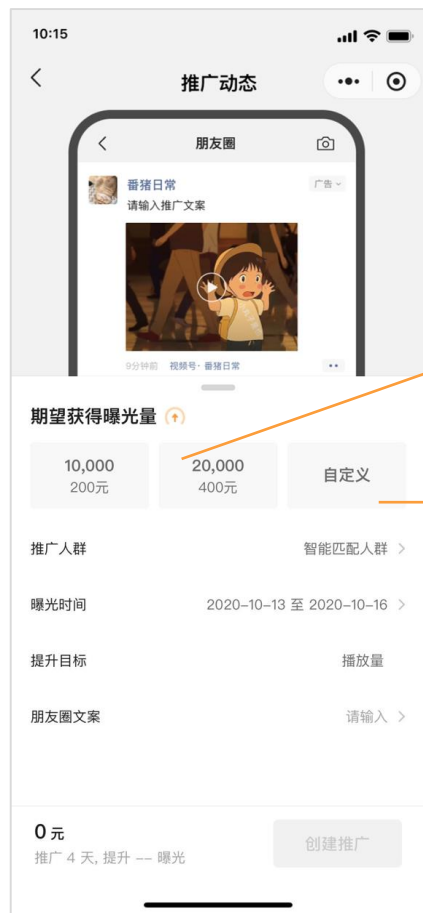 10:15
推广动态
朋友圈
番猪日常
广告
请输入推广文案
9分钟前 视频号·番猪日常
期望获得曝光量
10,000
200元
20,000
400元
自定义
推广人群 智能匹配人群
曝光时间 2020-10-13 至 2020-10-16
提升目标 播放量
朋友圈文案 请输入
0 元
推广 4 天, 提升 -- 曝光
创建推广